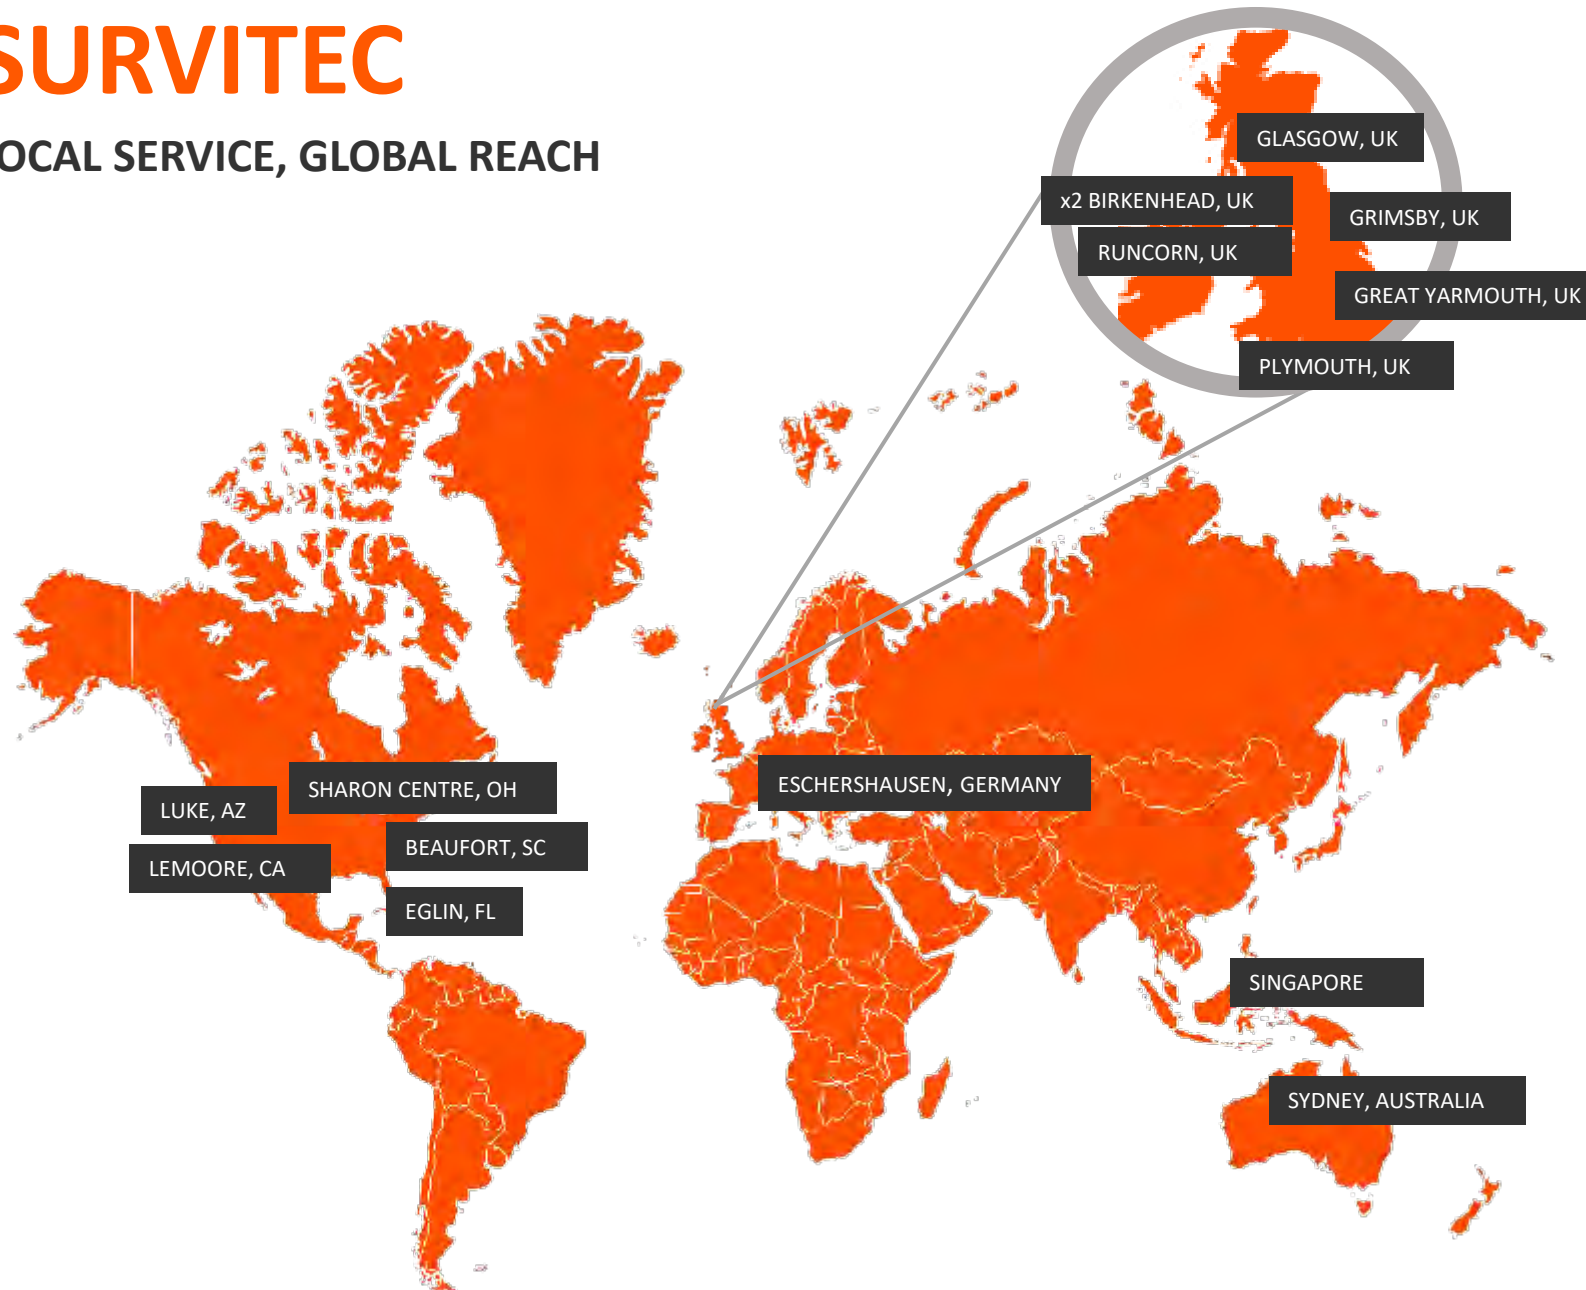 SURVITEC
OCAL SERVICE, GLOBAL REACH
GLASGOW, UK
x2 BIRKENHEAD, UK
GRIMSBY, UK
RUNCORN, UK
GREAT YARMOUTH, UK
PLYMOUTH, UK
SHARON CENTRE, OH
ESCHERSHAUSEN, GERMANY
LUKE, AZ
BEAUFORT, SC
LEMOORE, CA
EGLIN, FL
SINGAPORE
SYDNEY, AUSTRALIA